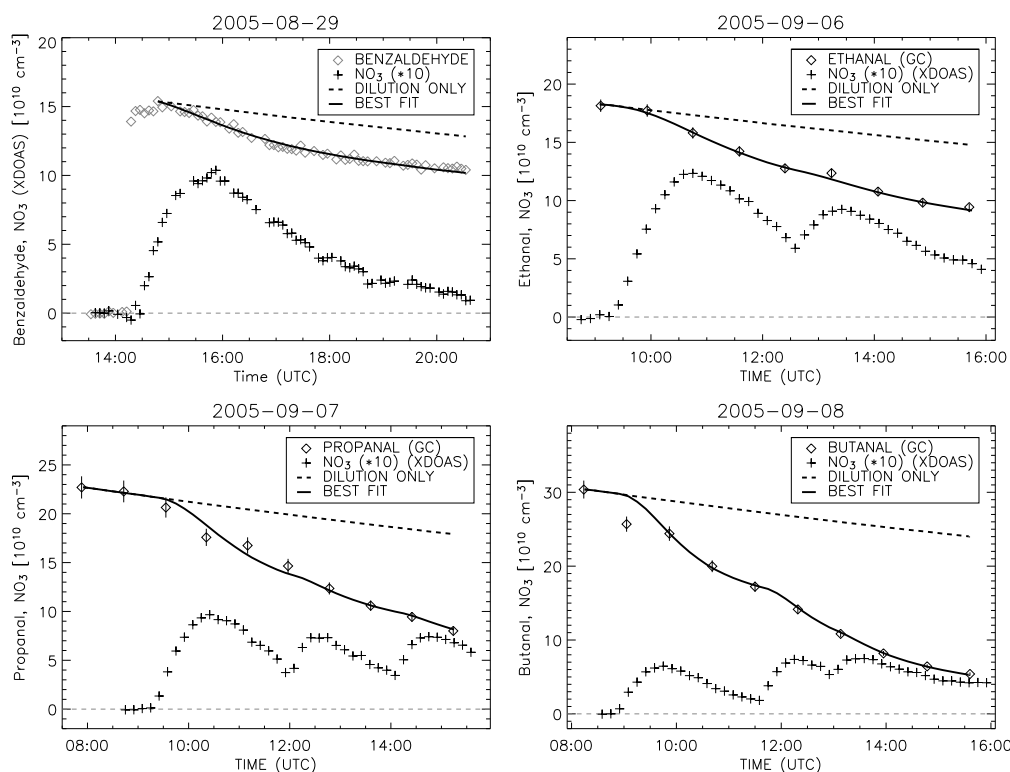 2005-08-29
20
15
10
5
0
14:00 16:00 18:00 20:00
Time (UTC)
Benzaldehyde, NO3 (XDOAS) [10^10 cm^-3]
BENZALDEHYDE
NO3 (*10)
DILUTION ONLY
BEST FIT
2005-09-06
20
15
10
5
0
10:00 12:00 14:00 16:00
TIME (UTC)
Ethanal, NO3 [10^10 cm^-3]
ETHANAL (GC)
NO3 (*10) (XDOAS)
DILUTION ONLY
BEST FIT
2005-09-07
25
20
15
10
5
0
08:00 10:00 12:00 14:00
TIME (UTC)
Propanal, NO3 [10^10 cm^-3]
PROPANAL (GC)
NO3 (*10) (XDOAS)
DILUTION ONLY
BEST FIT
2005-09-08
30
20
10
0
08:00 10:00 12:00 14:00 16:00
TIME (UTC)
Butanal, NO3 [10^10 cm^-3]
BUTANAL (GC)
NO3 (*10) (XDOAS)
DILUTION ONLY
BEST FIT